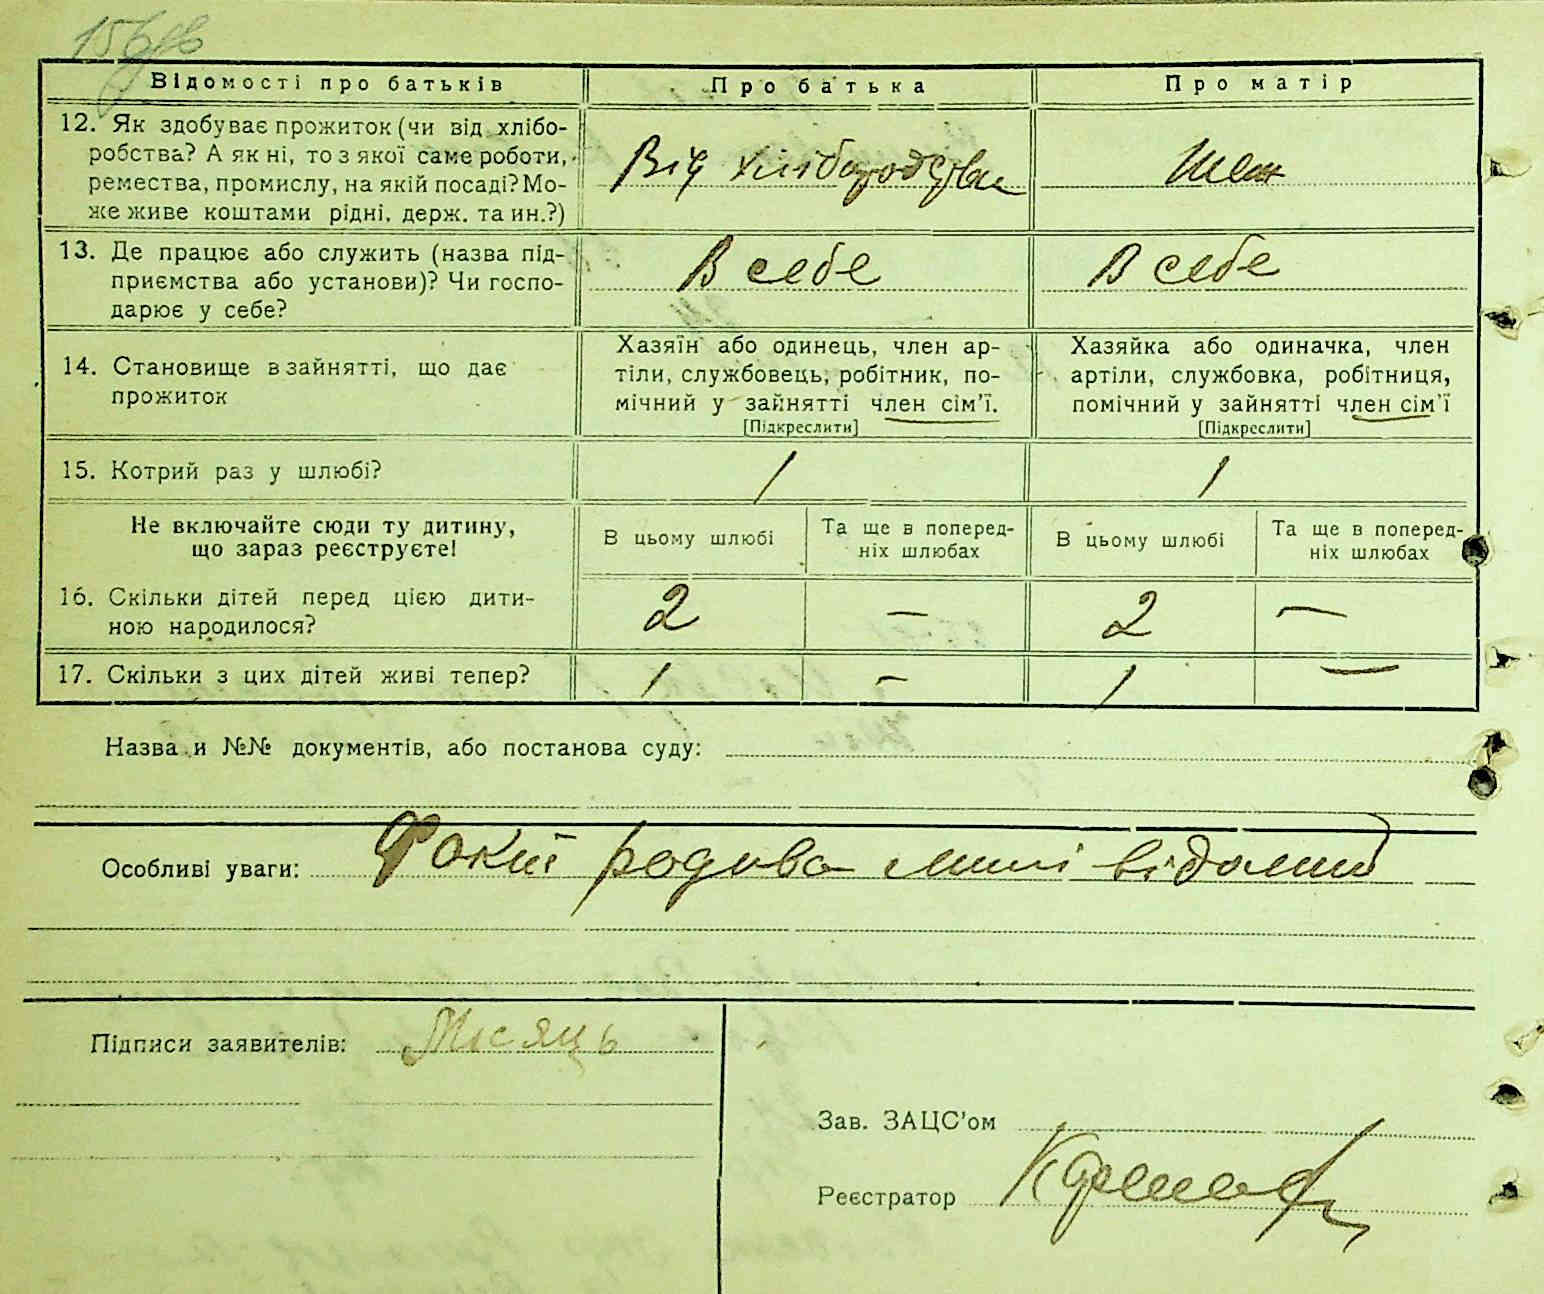 Відомості про батьків
Про батька
Про матір
12. Як здобуває прожиток (чи від хлібо-
робства? А як ні, то з якої саме роботи,
ремества, промислу, на якій посаді? Мо-
же живе коштами рідні, держ. та ин.?)
Від хліборобства
13. Де працює або служить (назва під-
приємства або установи)? Чи госпо-
дарює у себе?
В себе
В себе
14. Становище в зайнятті, що дає
прожиток
Хазяїн або одинець, член ар-
тіли, службовець, робітник, по-
мічний у зайнятті член сім'ї.
[Підкреслити]
Хазяйка або одиначка, член
артіли, службовка, робітниця,
помічний у зайнятті член сім'ї
[Підкреслити]
15. Котрий раз у шлюбі?
1
1
Не включайте сюди ту дитину,
що зараз реєструєте!
В цьому шлюбі
Та ще в поперед-
ніх шлюбах
В цьому шлюбі
Та ще в поперед-
ніх шлюбах
16. Скільки дітей перед цією дити-
ною народилося?
2
—
2
—
17. Скільки з цих дітей живі тепер?
1
—
1
—
Назва и №№ документів, або постанова суду:
Особливі уваги:
Підписи заявителів: Місяць
Зав. ЗАЦС'ом
Реєстратор